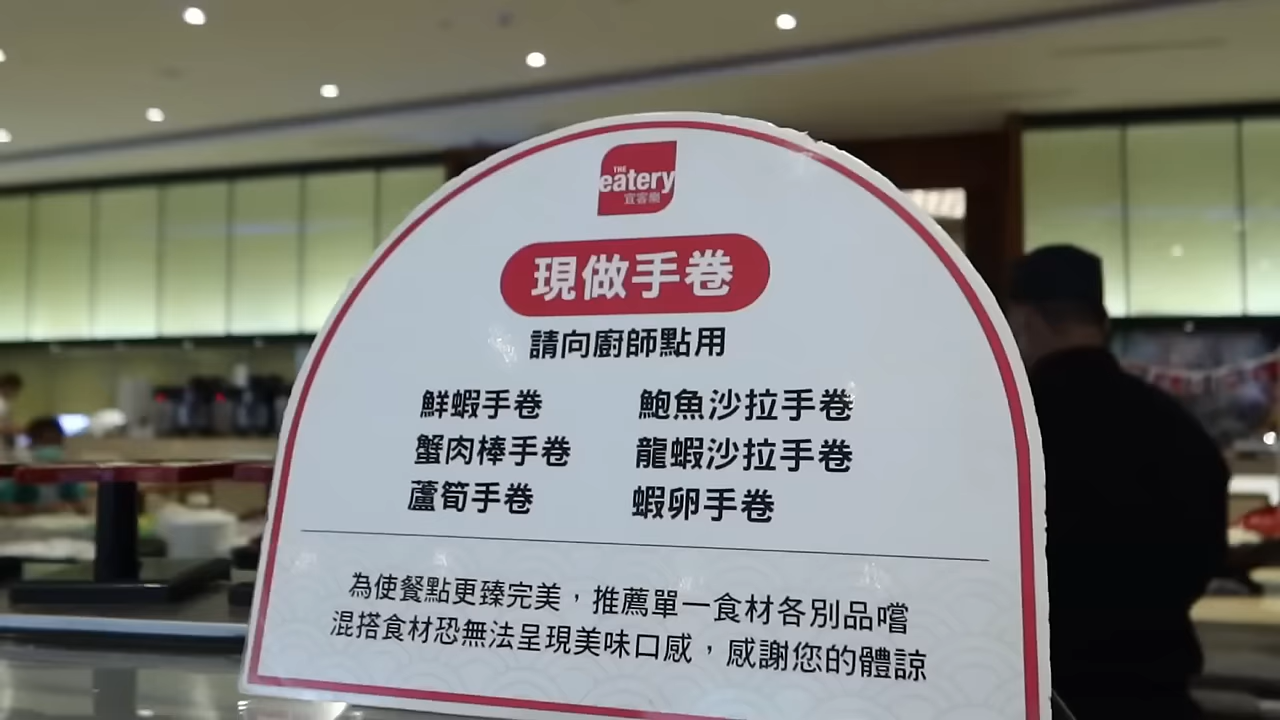 THE
eatery
宜客樂
現做手卷
請向廚師點用
鮮蝦手卷
鮑魚沙拉手卷
蟹肉棒手卷
龍蝦沙拉手卷
蘆筍手卷
蝦卵手卷
為使餐點更臻完美，推薦單一食材各別品嚐
混搭食材恐無法呈現美味口感，感謝您的體諒